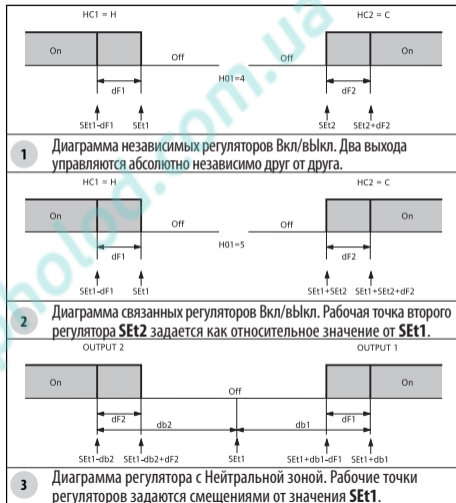 HC1 = H HC2 = C
On Off Off On
H01=4
dF1 dF2
SEt1-dF1 SEt1 SEt2 SEt2+dF2
1 Диаграмма независимых регуляторов Вкл/вЫкл. Два выхода
управляются абсолютно независимо друг от друга.
HC1 = H HC2 = C
On Off Off On
H01=5
dF1 dF2
SEt1-dF1 SEt1 SEt1+SEt2 SEt1+SEt2+dF2
2 Диаграмма связанных регуляторов Вкл/вЫкл. Рабочая точка второго
регулятора SEt2 задается как относительное значение от SEt1.
OUTPUT 2 OUTPUT 1
On Off On
dF2 dF1
db2 db1
SEt1-db2 SEt1-db2+dF2 SEt1 SEt1+db1-dF1 SEt1+db1
3 Диаграмма регулятора с Нейтральной зоной. Рабочие точки
регуляторов задаются смещениями от значения SEt1.
pholod.com.ua